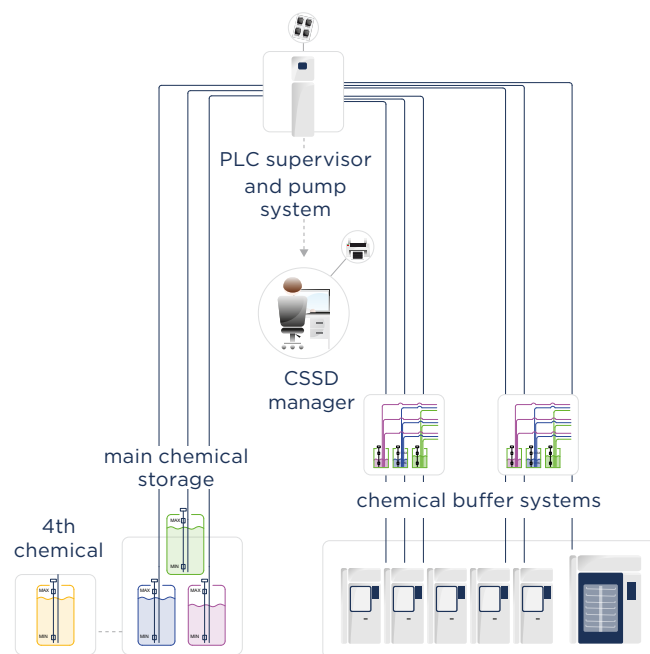 PLC supervisor
and pump
system
CSSD
manager
main chemical
storage
chemical buffer systems
4th
chemical
MAX
MIN
MAX
MIN
MAX
MIN
MAX
MIN